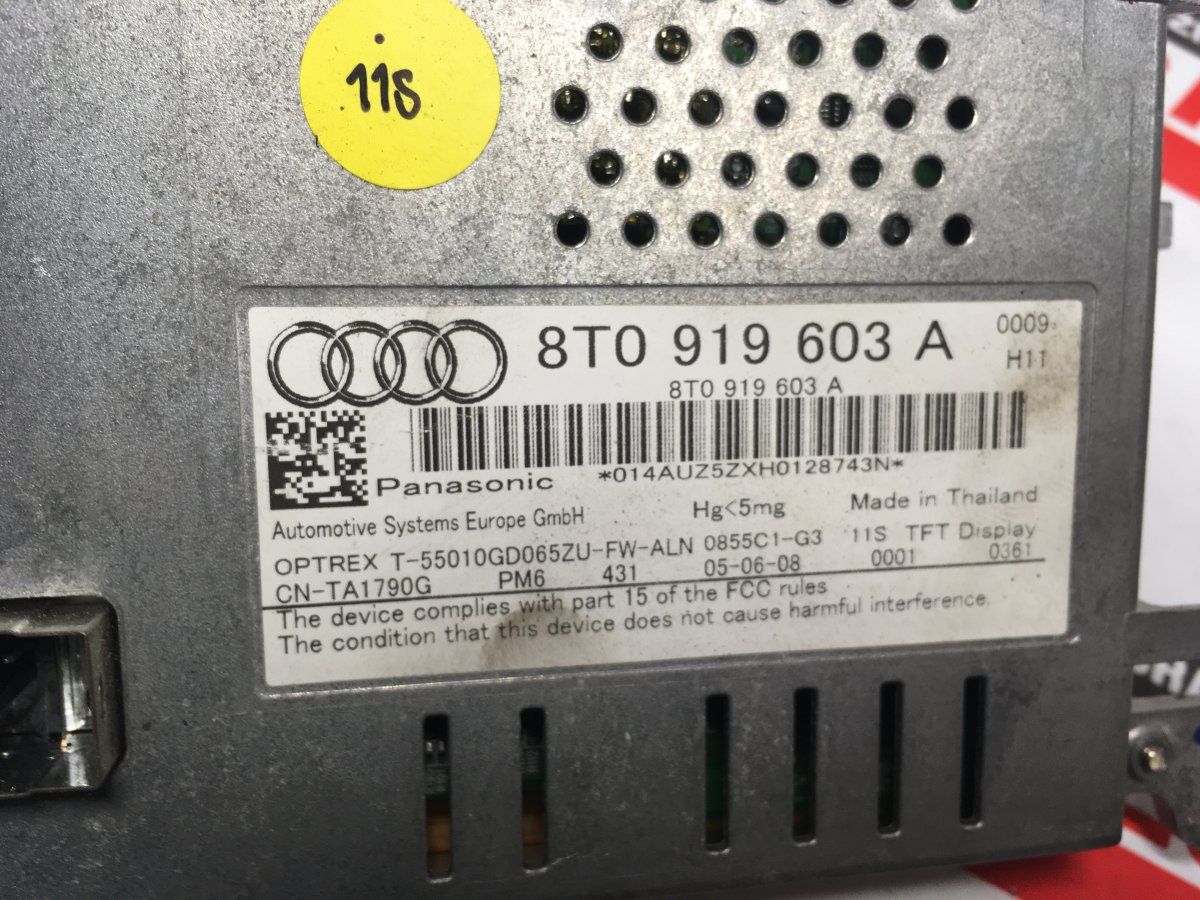 11S
8T0 919 603 A
0009
H11
8T0 919 603 A
*014AUZ5ZXH0128743N*
Panasonic
Automotive Systems Europe GmbH
Hg<5mg
Made in Thailand
OPTREX T-55010GD065ZU-FW-ALN 0855C1-G3 11S TFT Display
CN-TA1790G PM6 431 05-06-08 0001 0361
The device complies with part 15 of the FCC rules
The condition that this device does not cause harmful interference.